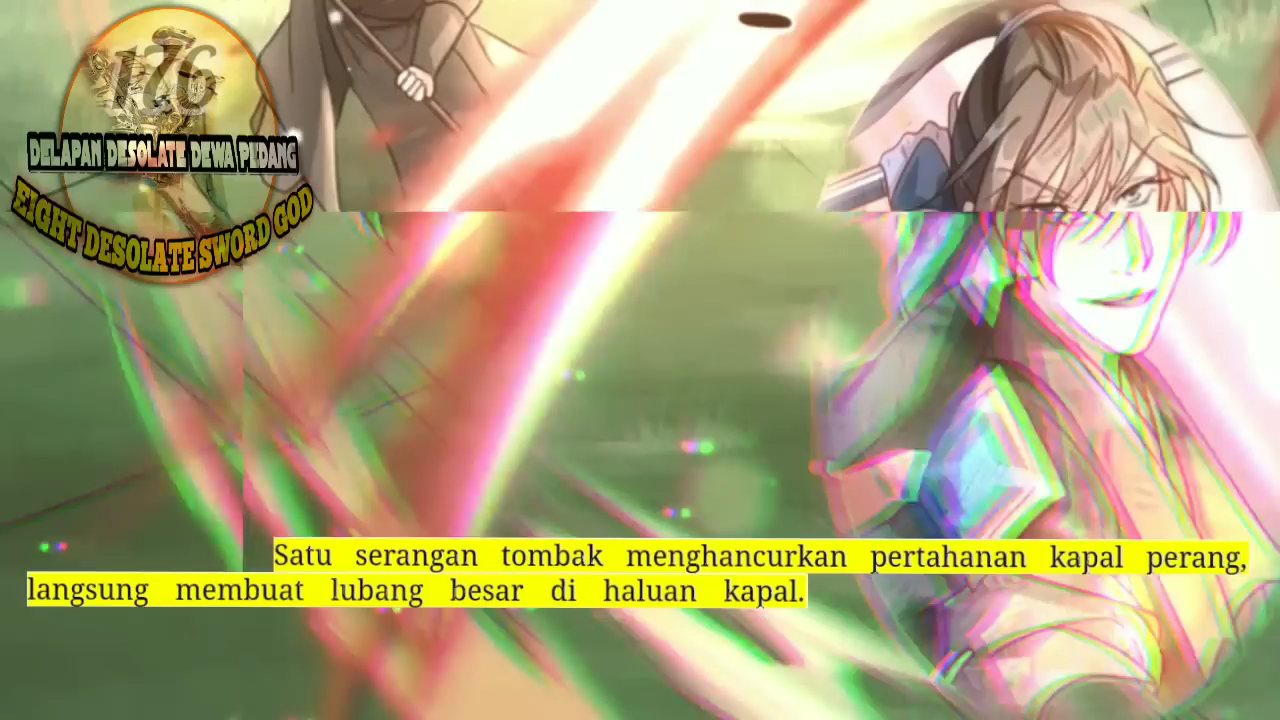 176
DELAPAN DESOLATE DEWA PEDANG
EIGHT DESOLATE SWORD GOD
Satu serangan tombak menghancurkan pertahanan kapal perang,
langsung membuat lubang besar di haluan kapal.